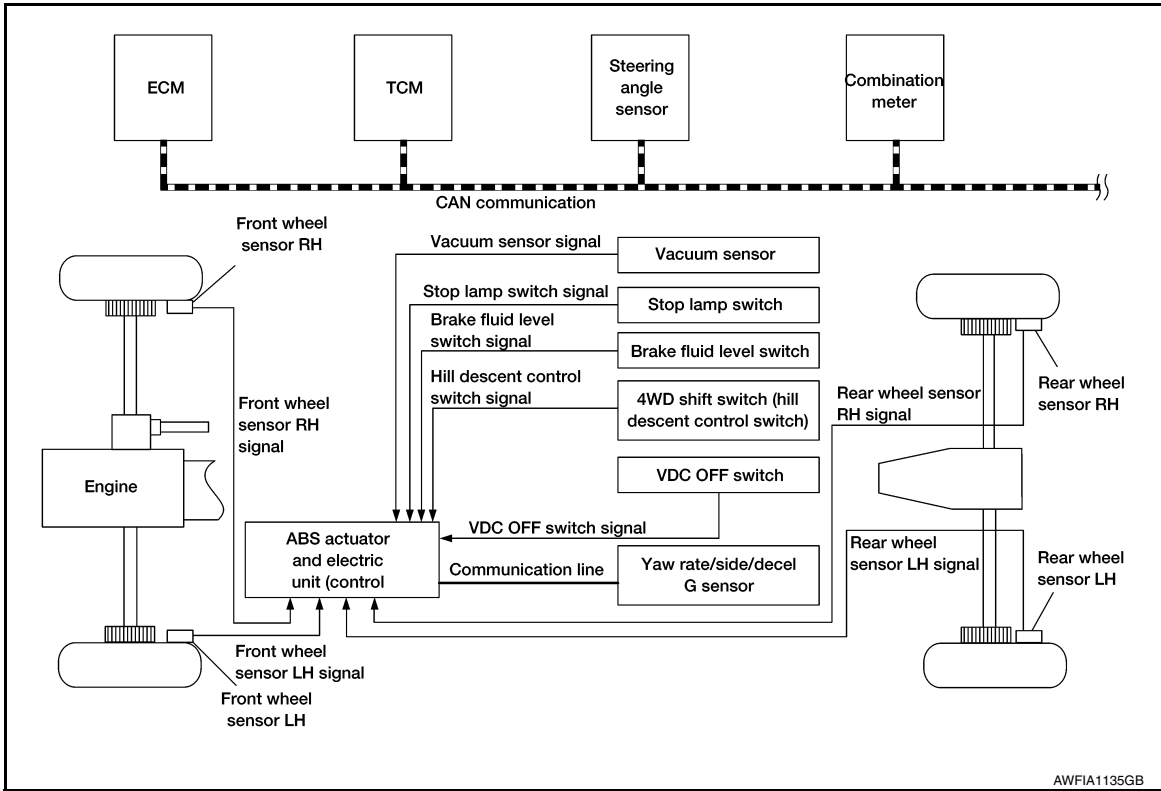 ECM
TCM
Steering
angle
sensor
Combination
meter
CAN communication
Front wheel
sensor RH
Vacuum sensor signal
Vacuum sensor
Stop lamp switch signal
Stop lamp switch
Brake fluid level
switch signal
Brake fluid level switch
Hill descent control
switch signal
4WD shift switch (hill
descent control switch)
Front wheel
sensor RH
signal
Rear wheel sensor
RH signal
Rear wheel
sensor RH
Engine
VDC OFF switch
VDC OFF switch signal
ABS actuator
and electric
unit (control
Communication line
Yaw rate/side/decel
G sensor
Rear wheel
sensor LH signal
Rear wheel
sensor LH
Front wheel
sensor LH signal
Front wheel
sensor LH
AWFIA1135GB